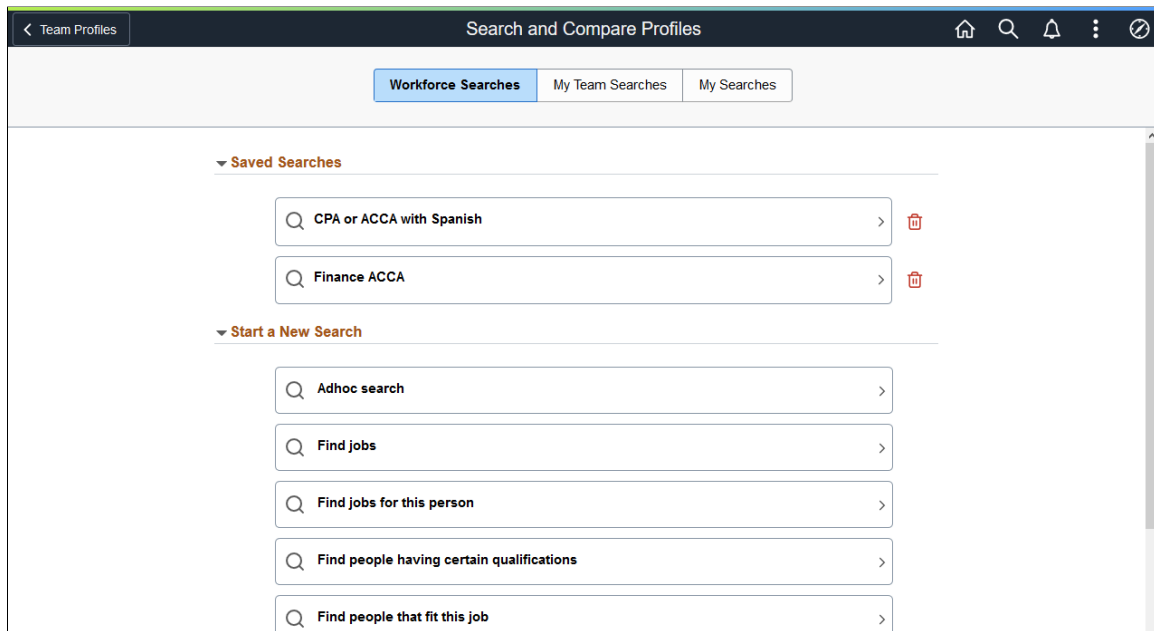 Team Profiles
Search and Compare Profiles
Workforce Searches
My Team Searches
My Searches
Saved Searches
CPA or ACCA with Spanish
Finance ACCA
Start a New Search
Adhoc search
Find jobs
Find jobs for this person
Find people having certain qualifications
Find people that fit this job